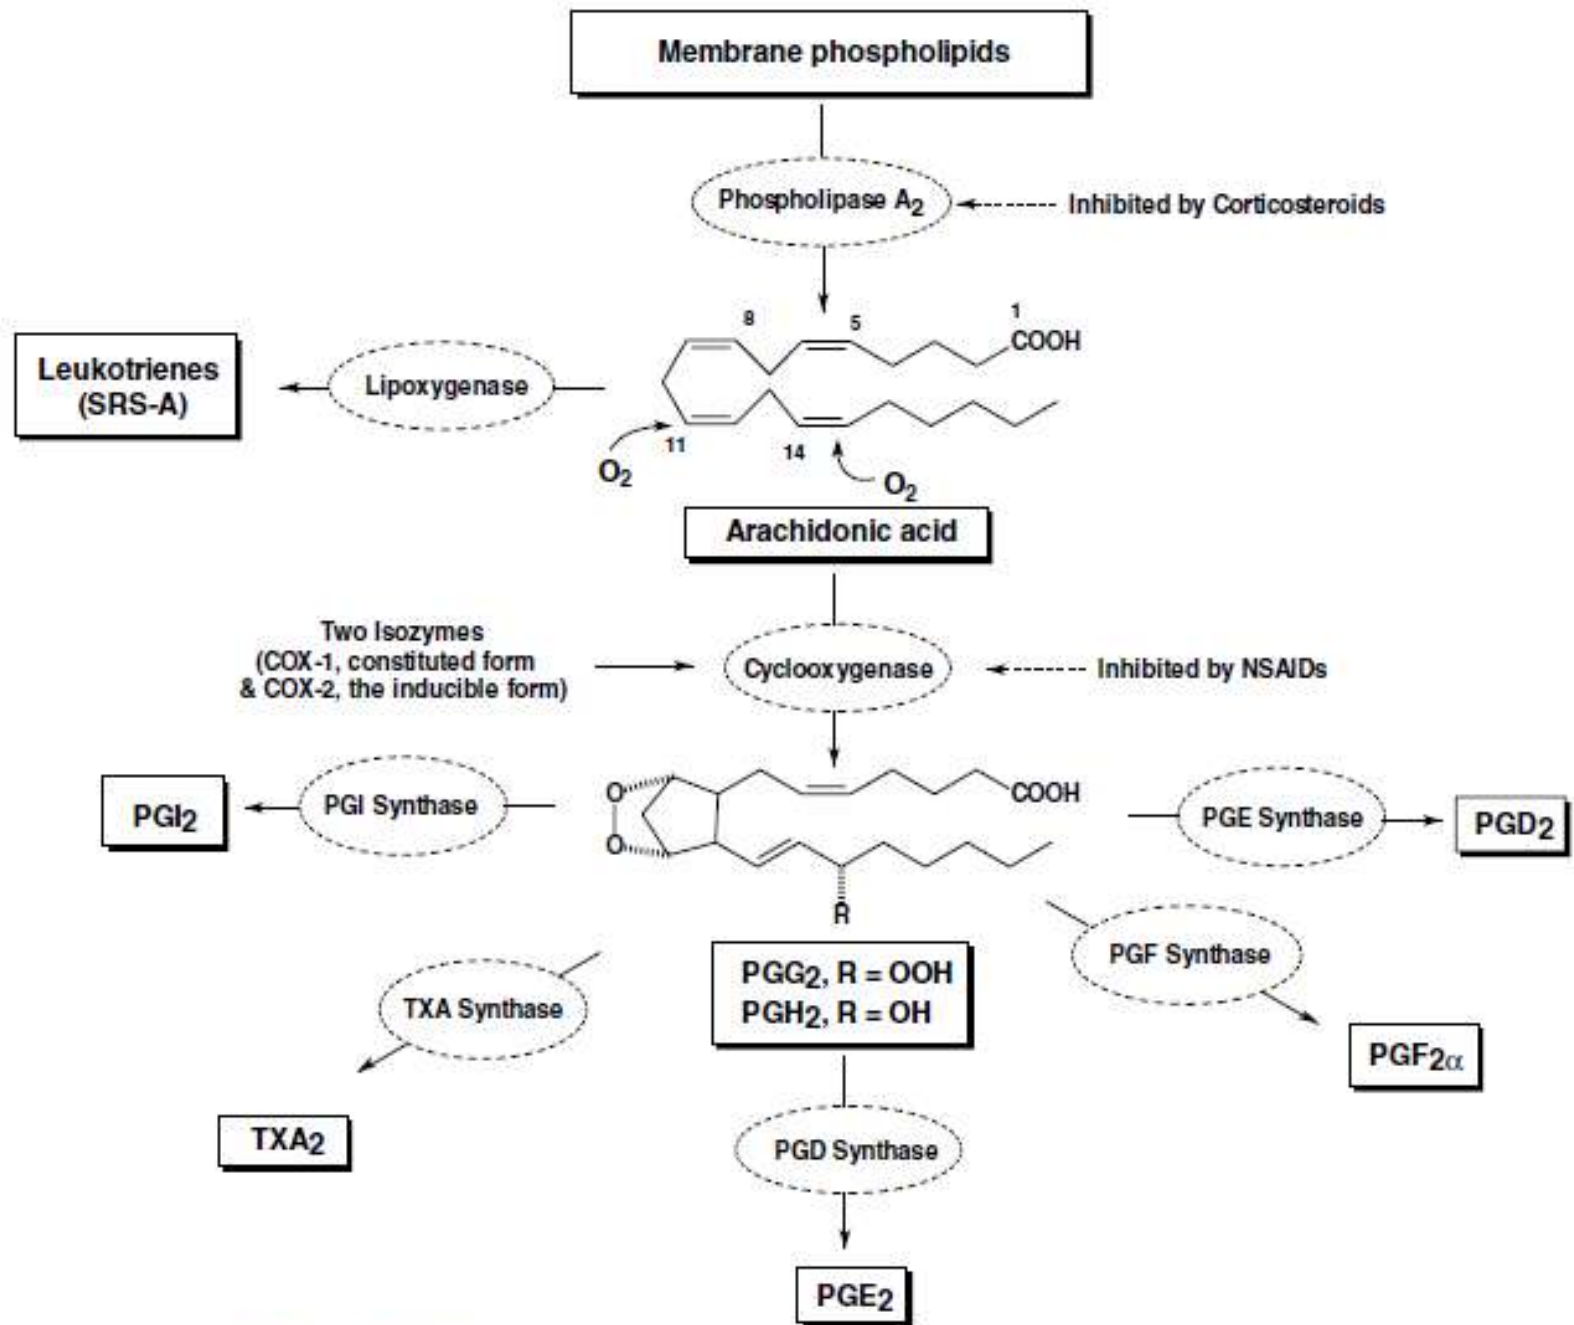 Membrane phospholipids
Phospholipase A2
Inhibited by Corticosteroids
1
COOH
8
5
Leukotrienes
(SRS-A)
Lipoxygenase
11
14
O2
O2
Arachidonic acid
Two Isozymes
(COX-1, constituted form
& COX-2, the inducible form)
Cyclooxygenase
Inhibited by NSAIDs
PGI2
PGI Synthase
O
O
COOH
R
PGE Synthase
PGD2
PGG2, R = OOH
PGH2, R = OH
PGF Synthase
PGF2α
TXA Synthase
TXA2
PGD Synthase
PGE2